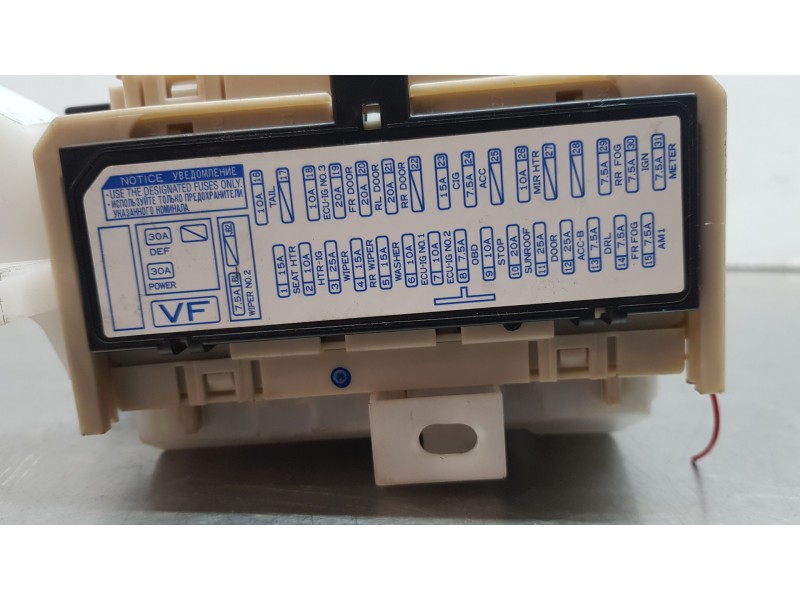 NOTICE УВЕДОМЛЕНИЕ
•USE THE DESIGNATED FUSES ONLY.
•ИСПОЛЬЗУЙТЕ ТОЛЬКО ПРЕДОХРАНИТЕЛИ
УКАЗАННОГО НОМИНАЛА.
30A
DEF
30A
POWER
VF
7.5A
WIPER NO.2
10A 16
TAIL
17
10A 18
ECU-IG NO.3
20A 19
FR DOOR
20A 20
RL DOOR
20A 21
RR DOOR
22
15A 23
CIG
7.5A 24
ACC
25
10A 26
MIR HTR
27
28
7.5A 29
RR FOG
7.5A 30
IGN
7.5A 31
METER
1 15A
SEAT HTR
2 10A
HTR-IG
3 25A
WIPER
4 15A
RR WIPER
5 15A
WASHER
6 10A
ECU-IG NO.1
7 10A
ECU-IG NO.2
8 7.5A
OBD
9 10A
STOP
10 20A
SUNROOF
11 25A
DOOR
12 25A
ACC-B
13 7.5A
DRL
14 7.5A
FR FOG
15 7.5A
AM1